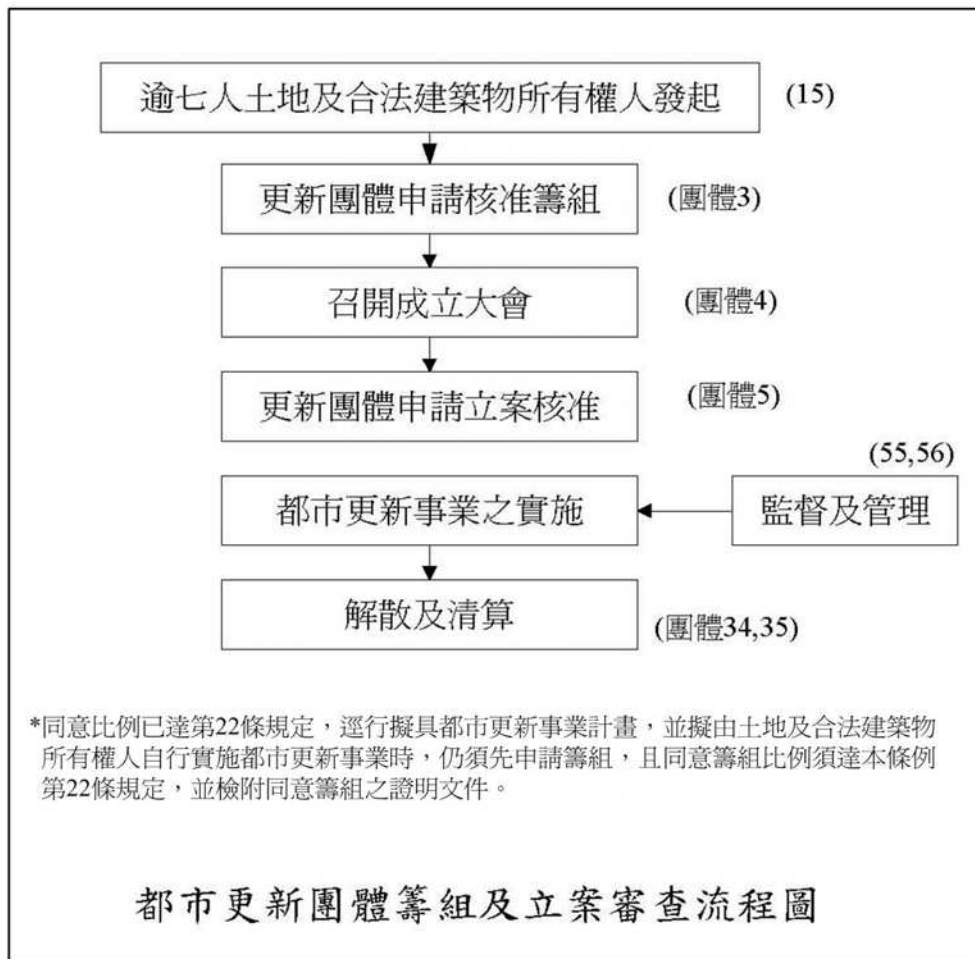 逾七人土地及合法建築物所有權人發起
(15)
更新團體申請核准籌組
(團體3)
召開成立大會
(團體4)
更新團體申請立案核准
(團體5)
(55,56)
都市更新事業之實施
監督及管理
解散及清算
(團體34,35)
*同意比例已達第22條規定，逕行擬具都市更新事業計畫，並擬由土地及合法建築物
所有權人自行實施都市更新事業時，仍須先申請籌組，且同意籌組比例須達本條例
第22條規定，並檢附同意籌組之證明文件。
都市更新團體籌組及立案審查流程圖